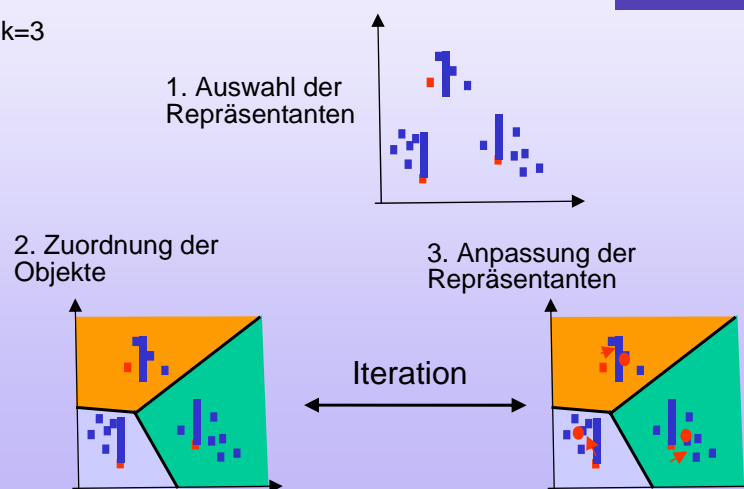 k=3
1. Auswahl der
Repräsentanten
2. Zuordnung der
Objekte
3. Anpassung der
Repräsentanten
Iteration